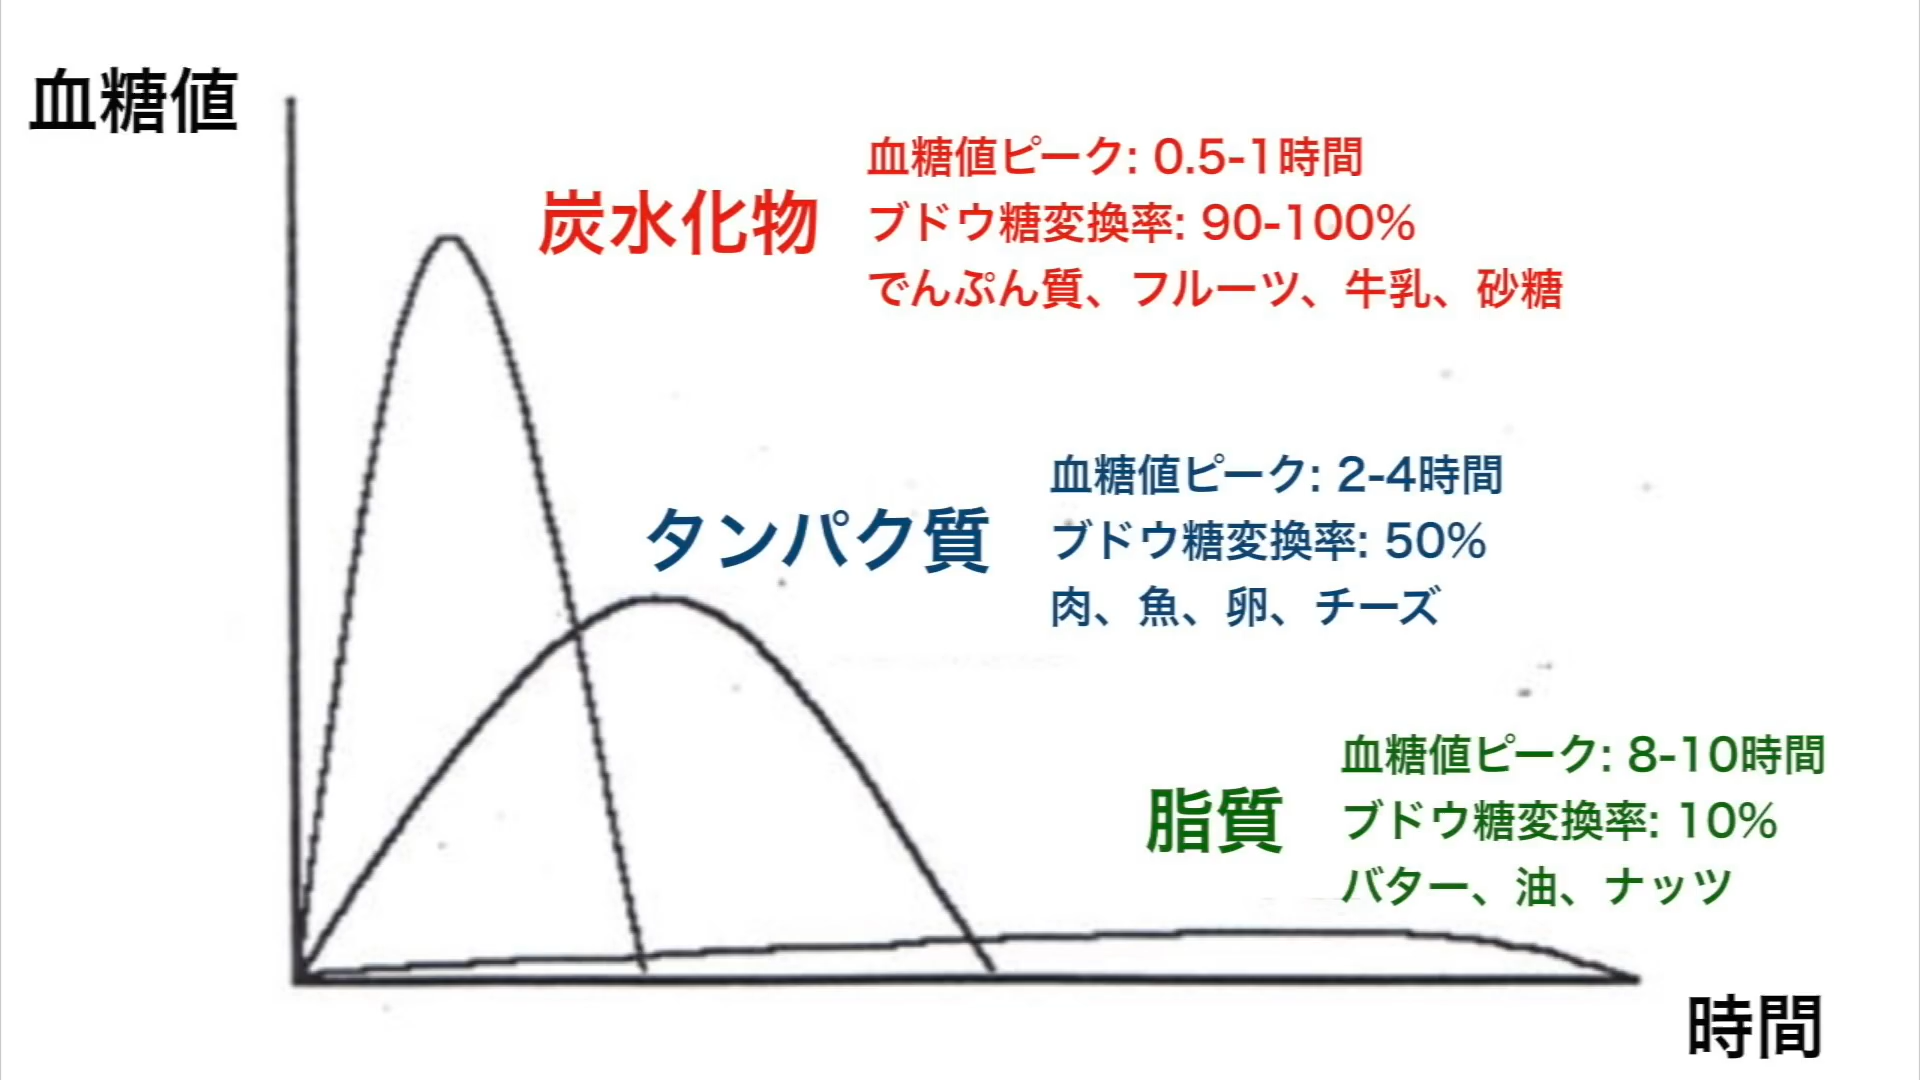 血糖値
炭水化物
血糖値ピーク: 0.5-1時間
ブドウ糖変換率: 90-100%
でんぷん質、フルーツ、牛乳、砂糖
タンパク質
血糖値ピーク: 2-4時間
ブドウ糖変換率: 50%
肉、魚、卵、チーズ
脂質
血糖値ピーク: 8-10時間
ブドウ糖変換率: 10%
バター、油、ナッツ
時間